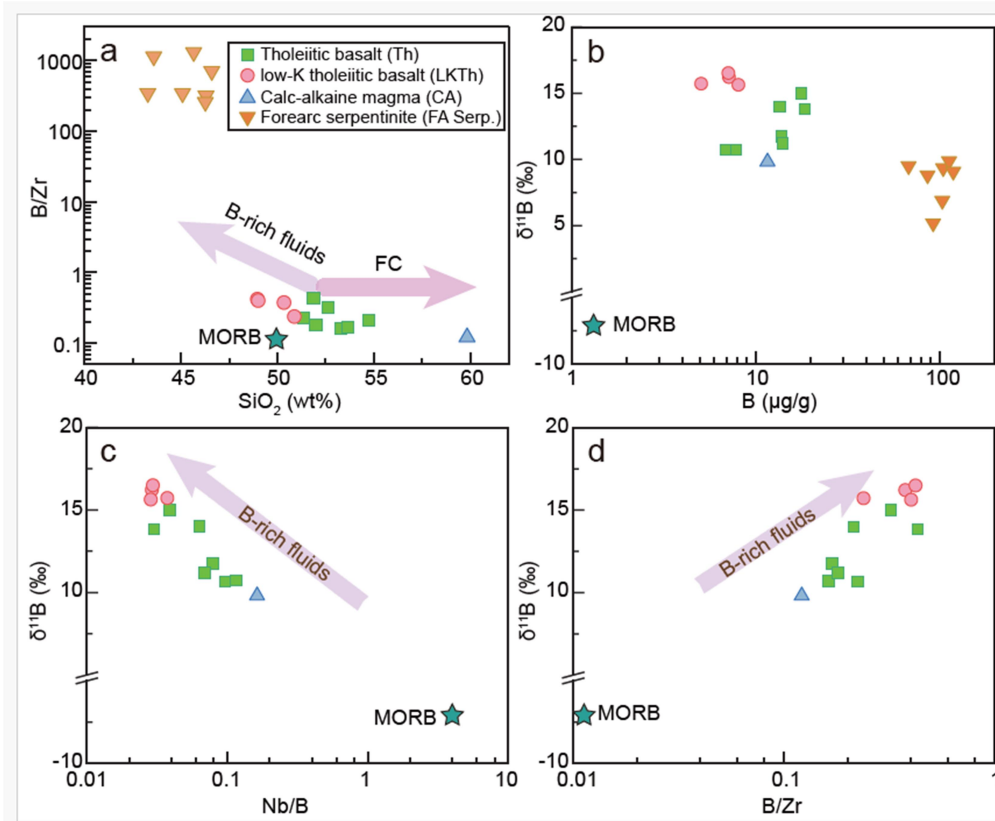 a
Tholeiitic basalt (Th)
low-K tholeiitic basalt (LKTh)
Calc-alkaine magma (CA)
Forearc serpentinite (FA Serp.)
1000
100
10
1
0.1
B/Zr
B-rich fluids
FC
MORB
40
45
50
55
60
SiO₂ (wt%)
b
20
15
10
5
-10
δ¹¹B (‰)
MORB
1
10
100
B (µg/g)
c
20
15
10
-10
δ¹¹B (‰)
B-rich fluids
MORB
0.01
0.1
1
10
Nb/B
d
20
15
10
-10
δ¹¹B (‰)
B-rich fluids
MORB
0.01
0.1
1
B/Zr